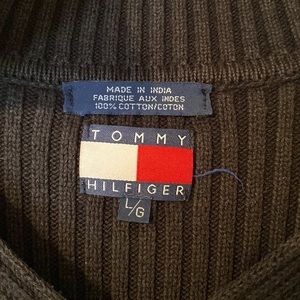 MADE IN INDIA
FABRIQUE AUX INDES
100% COTTON/COTON
TOMMY
HILFIGER
L/G